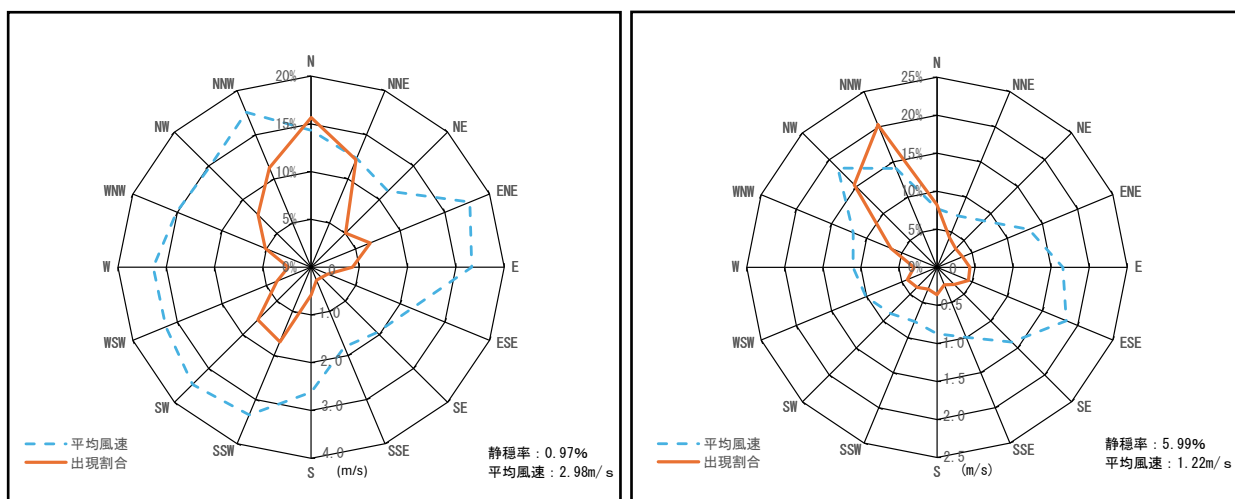 N
NNE
NE
ENE
E
ESE
SE
SSE
S
SSW
SW
WSW
W
WNW
NW
NNW
20%
15%
10%
5%
0%
0
1.0
2.0
3.0
4.0
(m/s)
平均風速
出現割合
静穏率：0.97%
平均風速：2.98m/s
N
NNE
NE
ENE
E
ESE
SE
SSE
S
SSW
SW
WSW
W
WNW
NW
NNW
25%
20%
15%
10%
5%
0%
0
0.5
1.0
1.5
2.0
2.5
(m/s)
平均風速
出現割合
静穏率：5.99%
平均風速：1.22m/s